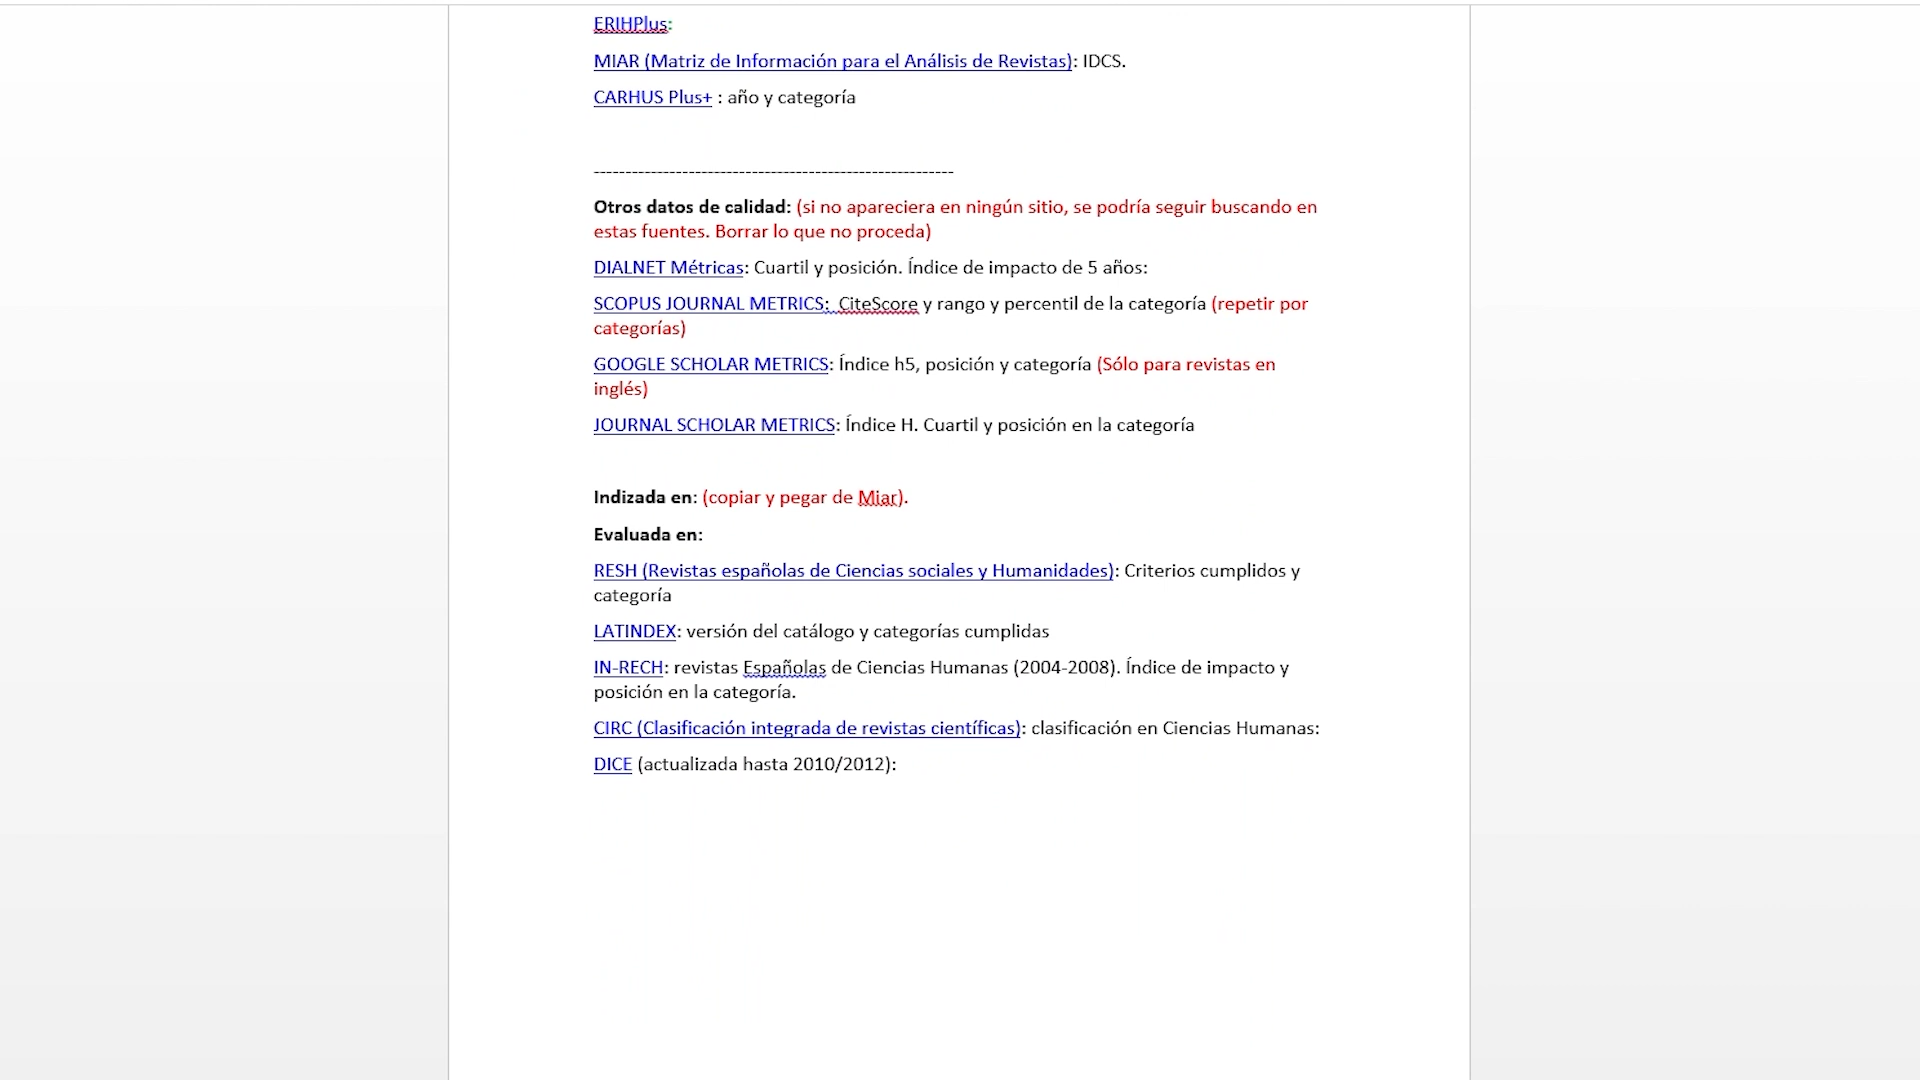 ERIHPlus:
MIAR (Matriz de Información para el Análisis de Revistas): IDCS.
CARHUS Plus+ : año y categoría
----------------------------------------------------------
Otros datos de calidad: (si no apareciera en ningún sitio, se podría seguir buscando en
estas fuentes. Borrar lo que no proceda)
DIALNET Métricas: Cuartil y posición. Índice de impacto de 5 años:
SCOPUS JOURNAL METRICS:  CiteScore y rango y percentil de la categoría (repetir por
categorías)
GOOGLE SCHOLAR METRICS: Índice h5, posición y categoría (Sólo para revistas en
inglés)
JOURNAL SCHOLAR METRICS: Índice H. Cuartil y posición en la categoría
Indizada en: (copiar y pegar de Miar).
Evaluada en:
RESH (Revistas españolas de Ciencias sociales y Humanidades): Criterios cumplidos y
categoría
LATINDEX: versión del catálogo y categorías cumplidas
IN-RECH: revistas Españolas de Ciencias Humanas (2004-2008). Índice de impacto y
posición en la categoría.
CIRC (Clasificación integrada de revistas científicas): clasificación en Ciencias Humanas:
DICE (actualizada hasta 2010/2012):